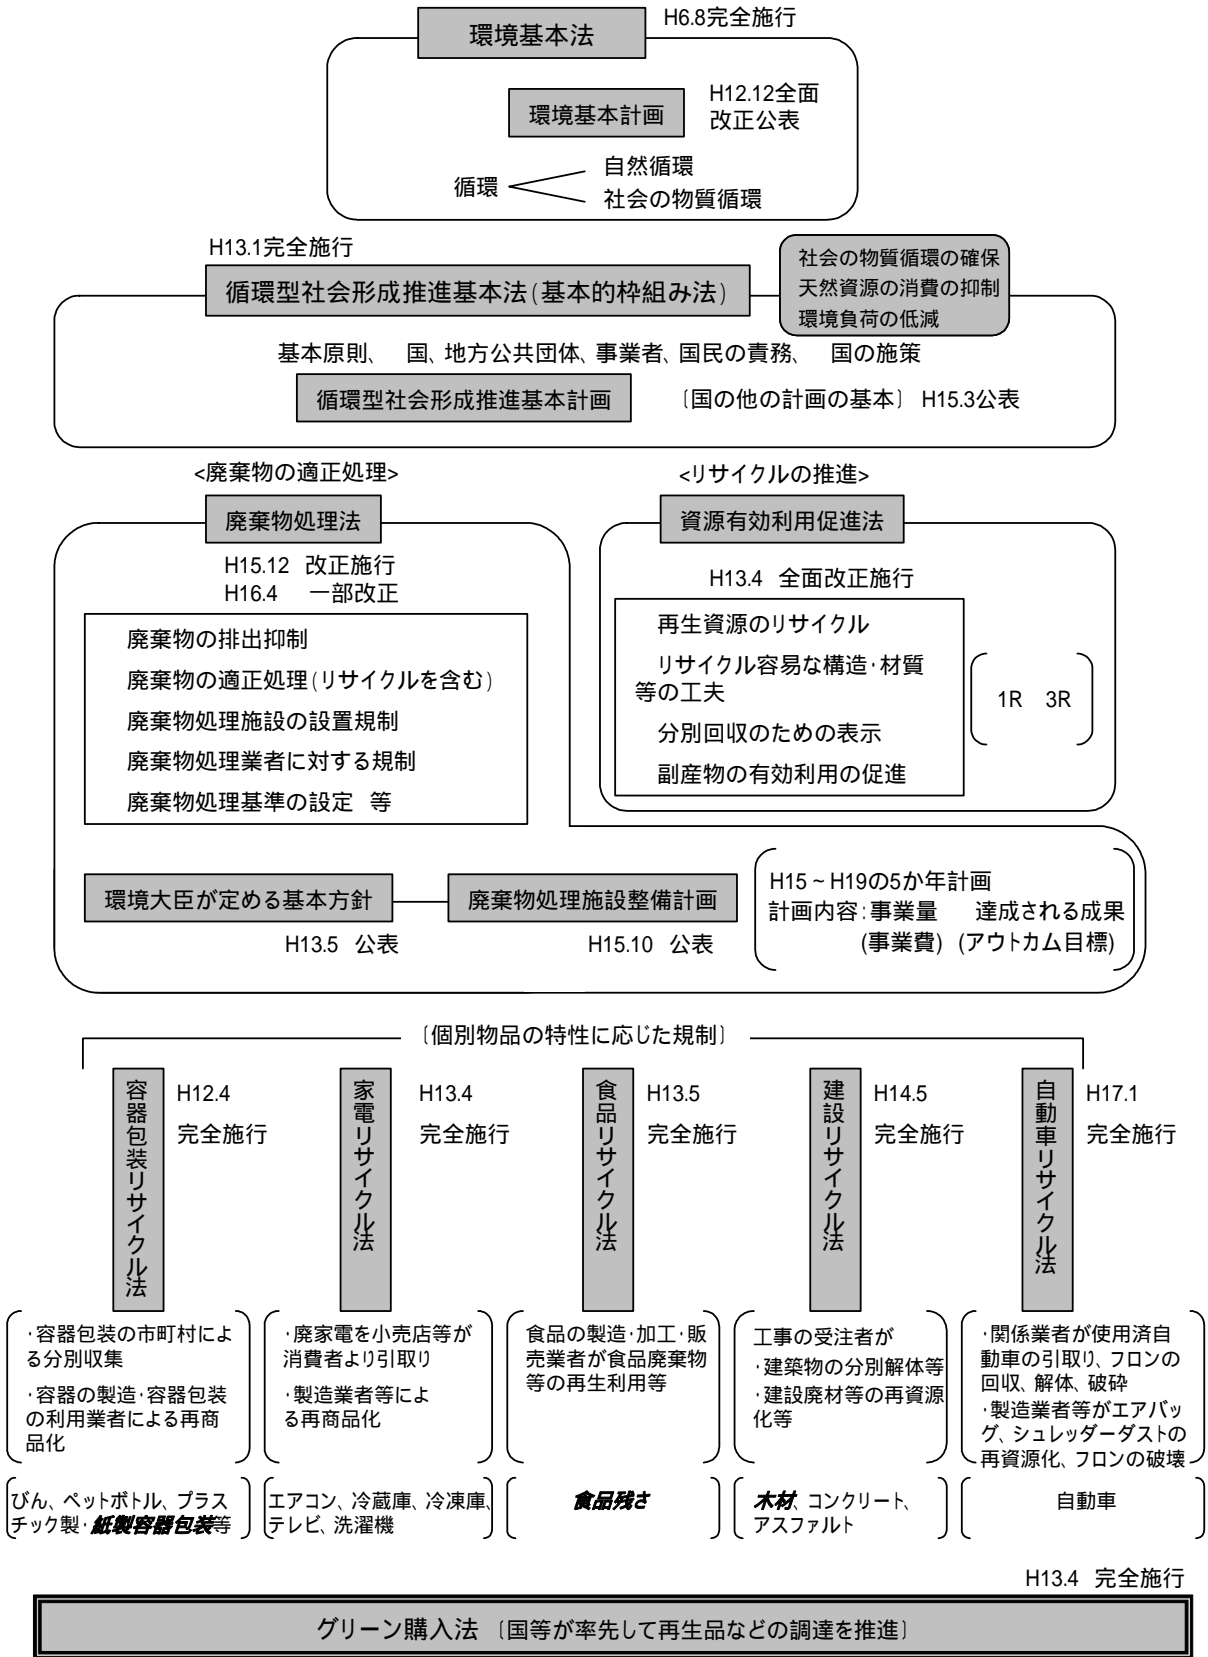 環境基本法
H6.8完全施行
環境基本計画
H12.12全面
改正公表
循環
自然循環
社会の物質循環
H13.1完全施行
循環型社会形成推進基本法(基本的枠組み法)
社会の物質循環の確保
天然資源の消費の抑制
環境負荷の低減
基本原則、 国、地方公共団体、事業者、国民の責務、 国の施策
循環型社会形成推進基本計画
〔国の他の計画の基本〕 H15.3公表
<廃棄物の適正処理>
廃棄物処理法
H15.12 改正施行
H16.4 一部改正
廃棄物の排出抑制
廃棄物の適正処理(リサイクルを含む)
廃棄物処理施設の設置規制
廃棄物処理業者に対する規制
廃棄物処理基準の設定 等
<リサイクルの推進>
資源有効利用促進法
H13.4 全面改正施行
再生資源のリサイクル
リサイクル容易な構造・材質
等の工夫
分別回収のための表示
副産物の有効利用の促進
1R 3R
環境大臣が定める基本方針
H13.5 公表
廃棄物処理施設整備計画
H15.10 公表
H15～H19の5か年計画
計画内容:事業量 達成される成果
(事業費) (アウトカム目標)
〔個別物品の特性に応じた規制〕
容器包装リサイクル法
H12.4
完全施行
家電リサイクル法
H13.4
完全施行
食品リサイクル法
H13.5
完全施行
建設リサイクル法
H14.5
完全施行
自動車リサイクル法
H17.1
完全施行
・容器包装の市町村によ
る分別収集
・容器の製造・容器包装
の利用業者による再商
品化
・廃家電を小売店等が
消費者より引取り
・製造業者等によ
る再商品化
食品の製造・加工・販
売業者が食品廃棄物
等の再生利用等
工事の受注者が
・建築物の分別解体等
・建設廃材等の再資源
化等
・関係業者が使用済自
動車の引取り、フロンの
回収、解体、破砕
・製造業者等がエアバッ
グ、シュレッダーダストの
再資源化、フロンの破壊
びん、ペットボトル、プラス
チック製・紙製容器包装等
エアコン、冷蔵庫、冷凍庫、
テレビ、洗濯機
食品残さ
木材、コンクリート、
アスファルト
自動車
H13.4 完全施行
グリーン購入法 〔国等が率先して再生品などの調達を推進〕